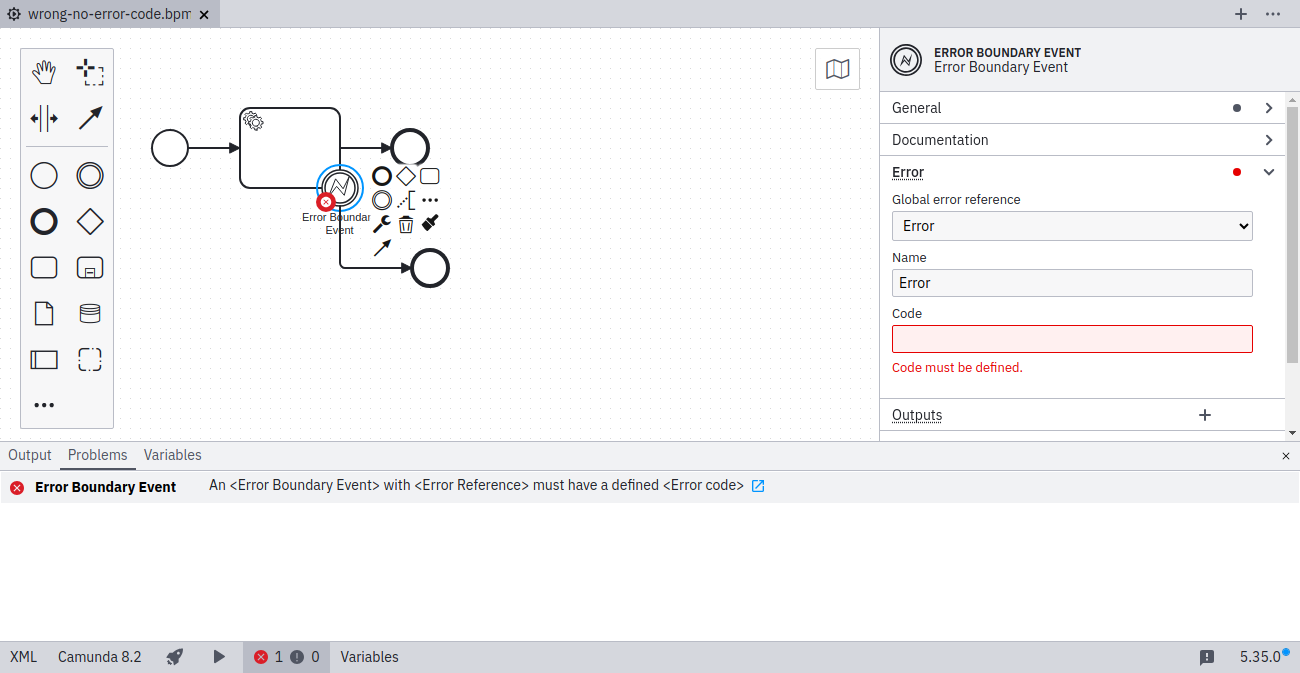 wrong-no-error-code.bpm
ERROR BOUNDARY EVENT
Error Boundary Event
General
Documentation
Error
Global error reference
Error
Name
Error
Code
Code must be defined.
Outputs
Error Boundar
Event
Output Problems Variables
Error Boundary Event An <Error Boundary Event> with <Error Reference> must have a defined <Error code>
XML Camunda 8.2 1 0 Variables 5.35.0